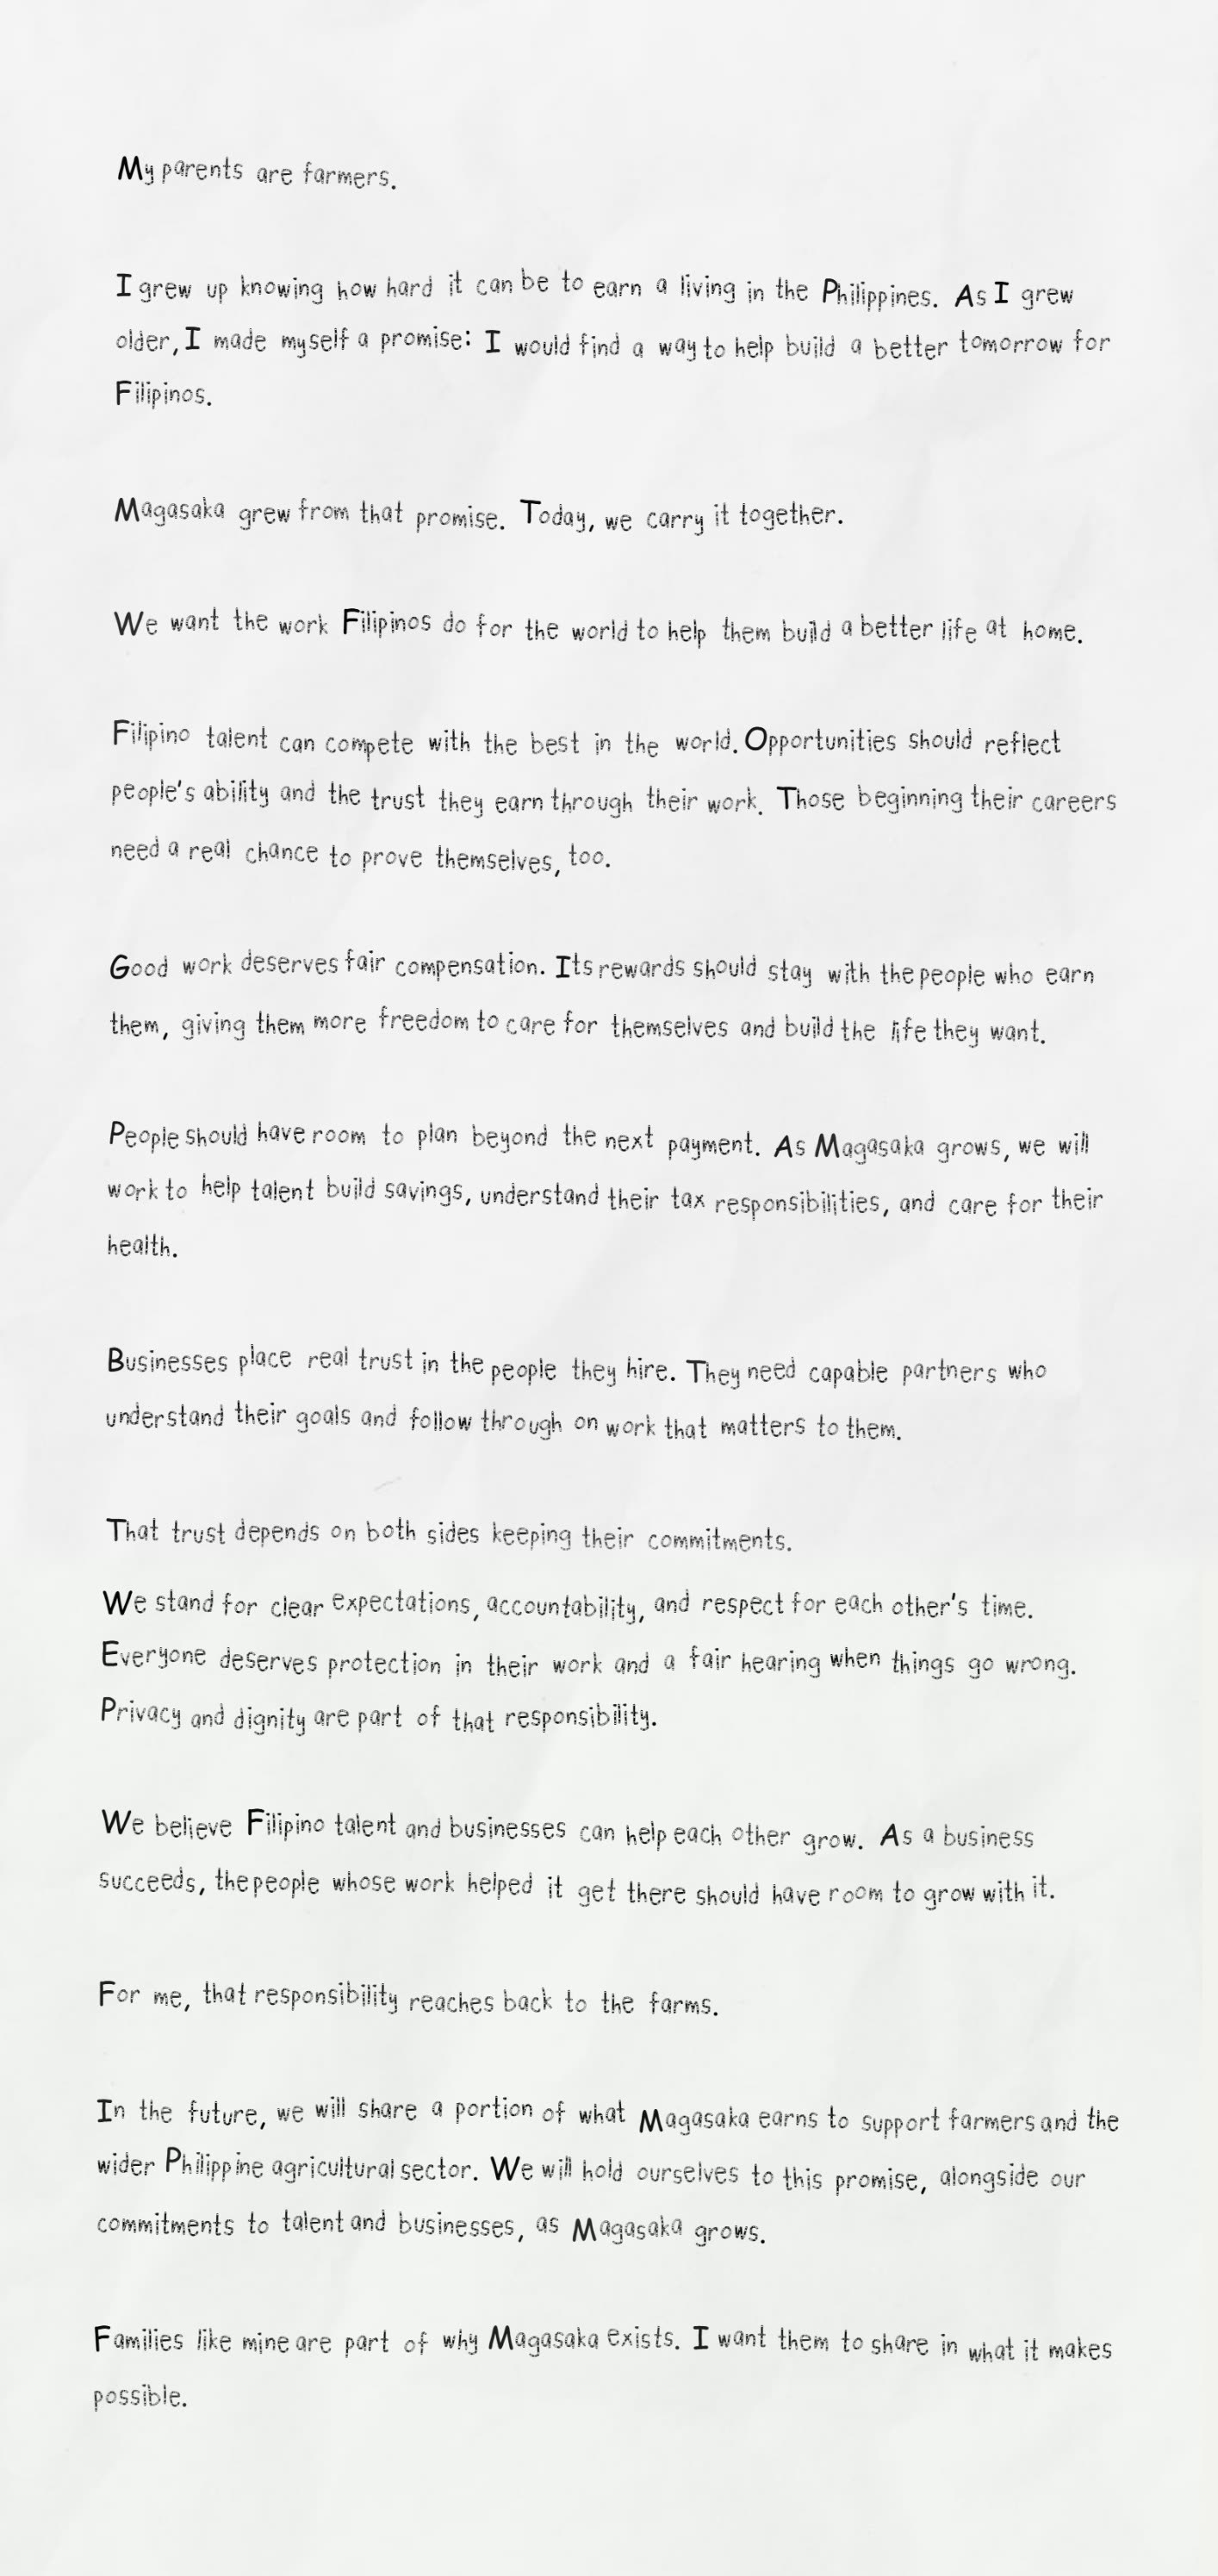 My parents are farmers.
I grew up knowing how hard it can be to earn a living in the Philippines. As I grew
older, I made myself a promise: I would find a way to help build a better tomorrow for
Filipinos.
Magasaka grew from that promise. Today, we carry it together.
We want the work Filipinos do for the world to help them build a better life at home.
Filipino talent can compete with the best in the world. Opportunities should reflect
people's ability and the trust they earn through their work. Those beginning their careers
need a real chance to prove themselves, too.
Good work deserves fair compensation. Its rewards should stay with the people who earn
them, giving them more freedom to care for themselves and build the life they want.
People should have room to plan beyond the next payment. As Magasaka grows, we will
work to help talent build savings, understand their tax responsibilities, and care for their
health.
Businesses place real trust in the people they hire. They need capable partners who
understand their goals and follow through on work that matters to them.
That trust depends on both sides keeping their commitments.
We stand for clear expectations, accountability, and respect for each other's time.
Everyone deserves protection in their work and a fair hearing when things go wrong.
Privacy and dignity are part of that responsibility.
We believe Filipino talent and businesses can help each other grow. As a business
succeeds, the people whose work helped it get there should have room to grow with it.
For me, that responsibility reaches back to the farms.
In the future, we will share a portion of what Magasaka earns to support farmers and the
wider Philippine agricultural sector. We will hold ourselves to this promise, alongside our
commitments to talent and businesses, as Magasaka grows.
Families like mine are part of why Magasaka exists. I want them to share in what it makes
possible.